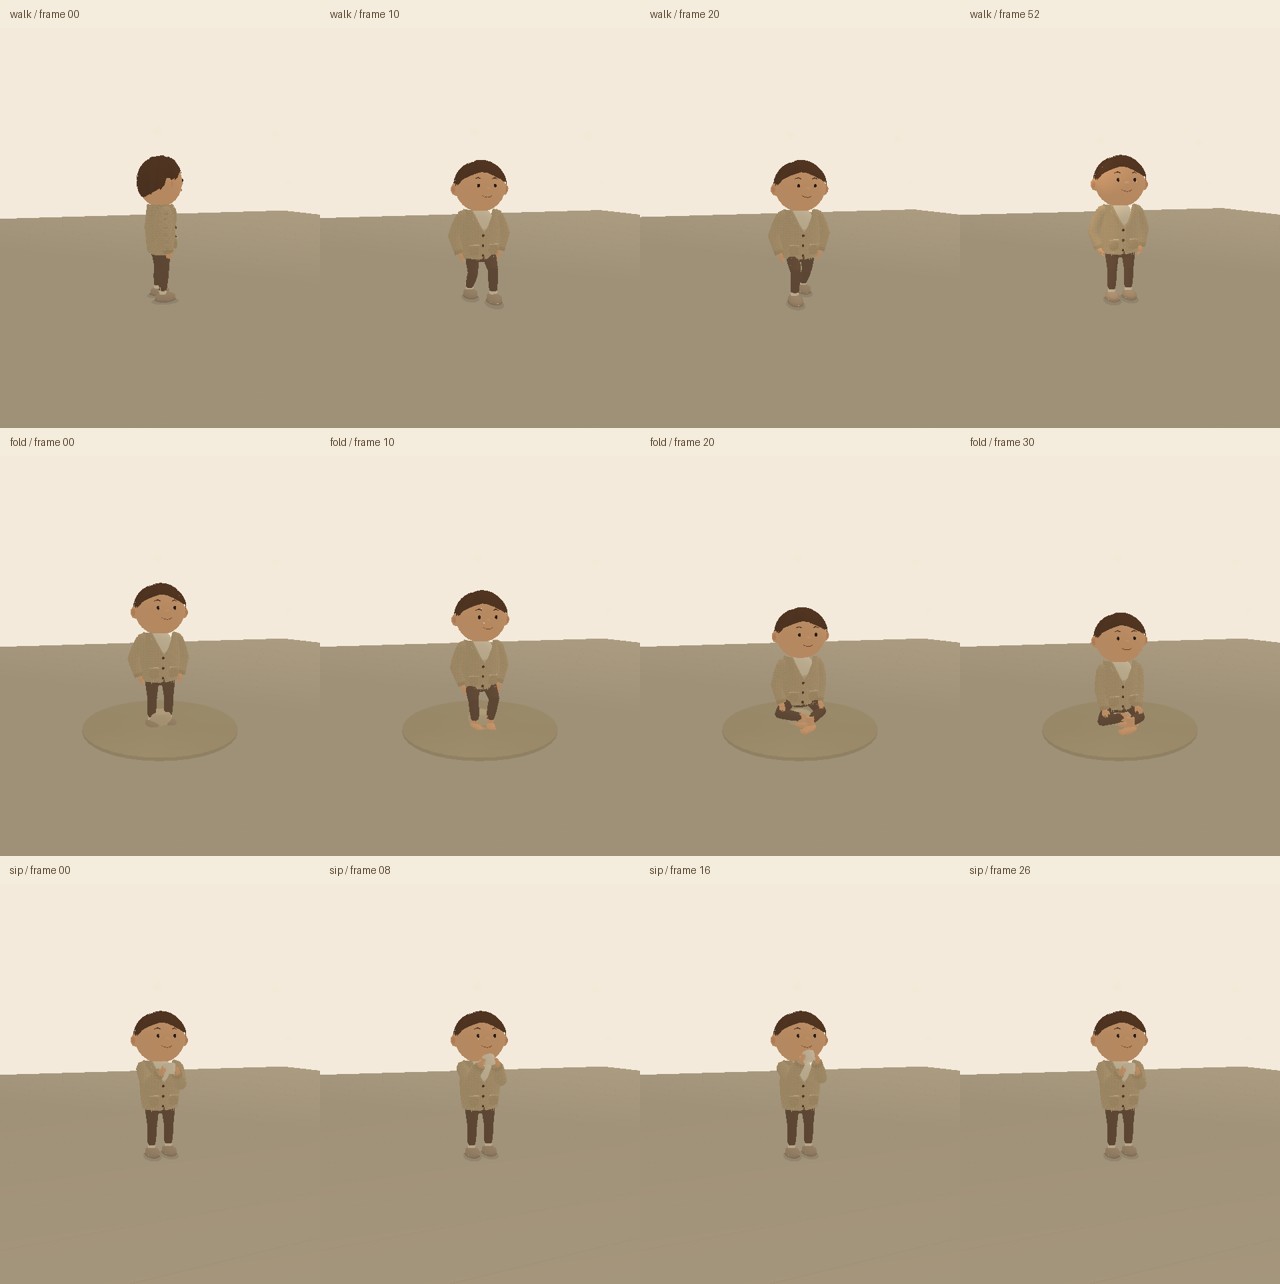 walk / frame 00
walk / frame 10
walk / frame 20
walk / frame 52
fold / frame 00
fold / frame 10
fold / frame 20
fold / frame 30
sip / frame 00
sip / frame 08
sip / frame 16
sip / frame 26